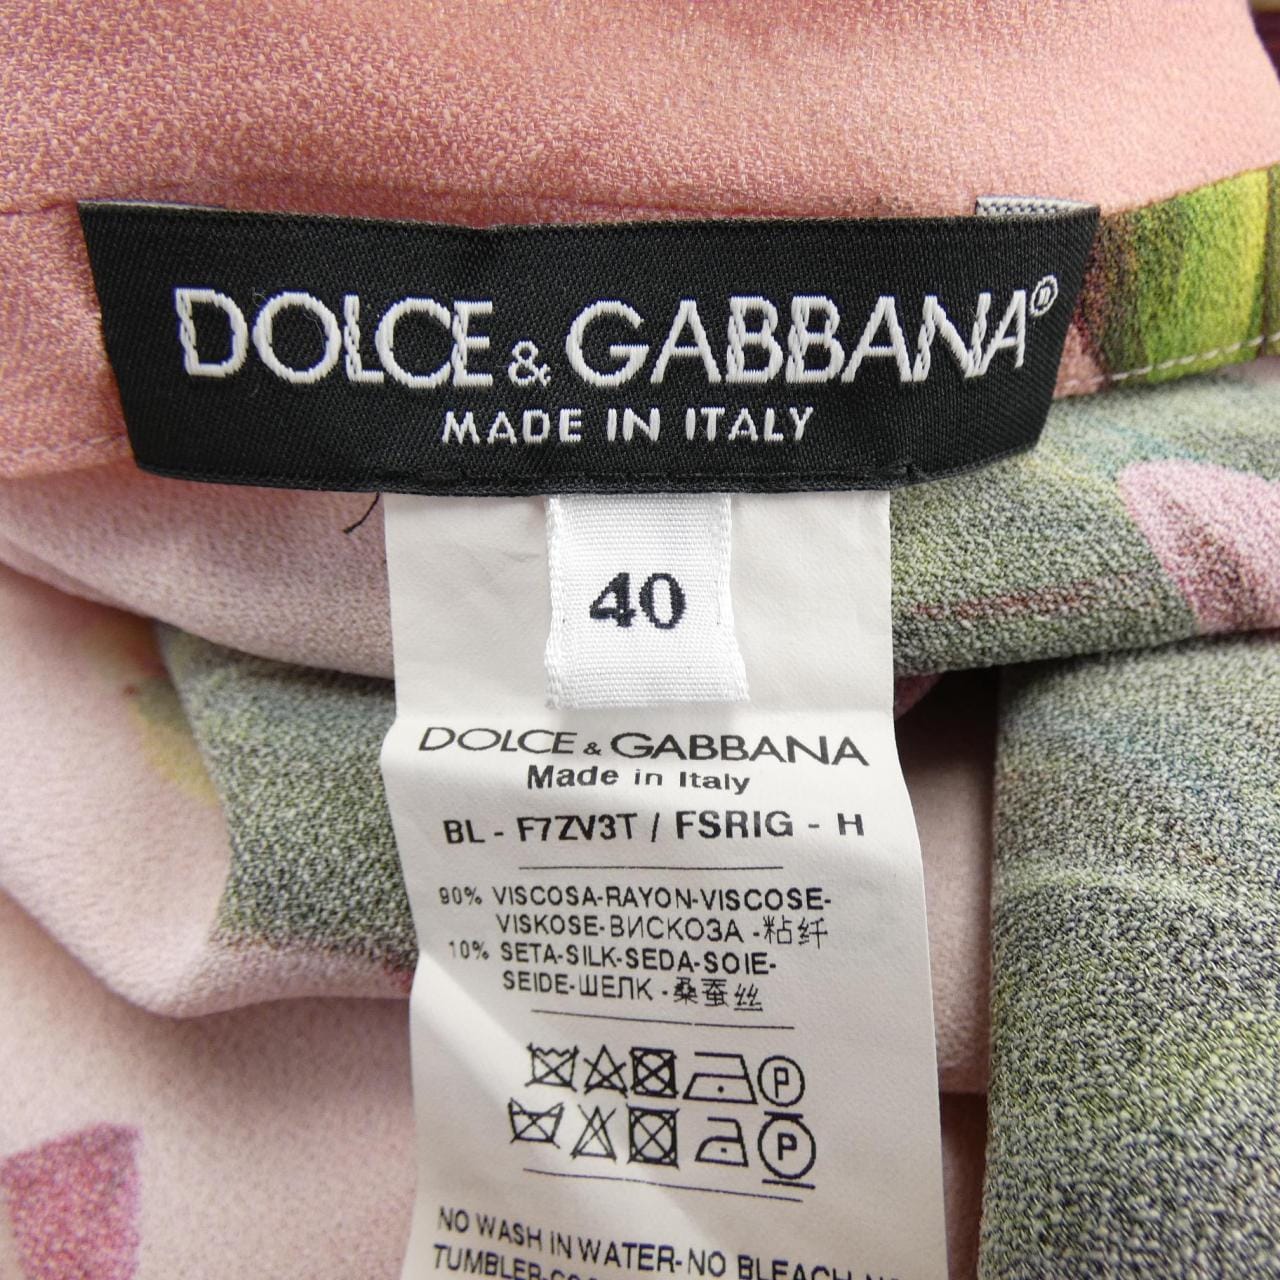 DOLCE & GABBANA®
MADE IN ITALY
40
DOLCE & GABBANA
Made in Italy
BL - F7ZV3T / FSRIG - H
90% VISCOSA-RAYON-VISCOSE-
VISKOSE-ВИСКОЗА -粘纤
10% SETA-SILK-SEDA-SOIE-
SEIDE-ШЕЛК -桑蚕丝
P
P
NO WASH IN WATER-NO BLEACH-NO
TUMBLER-